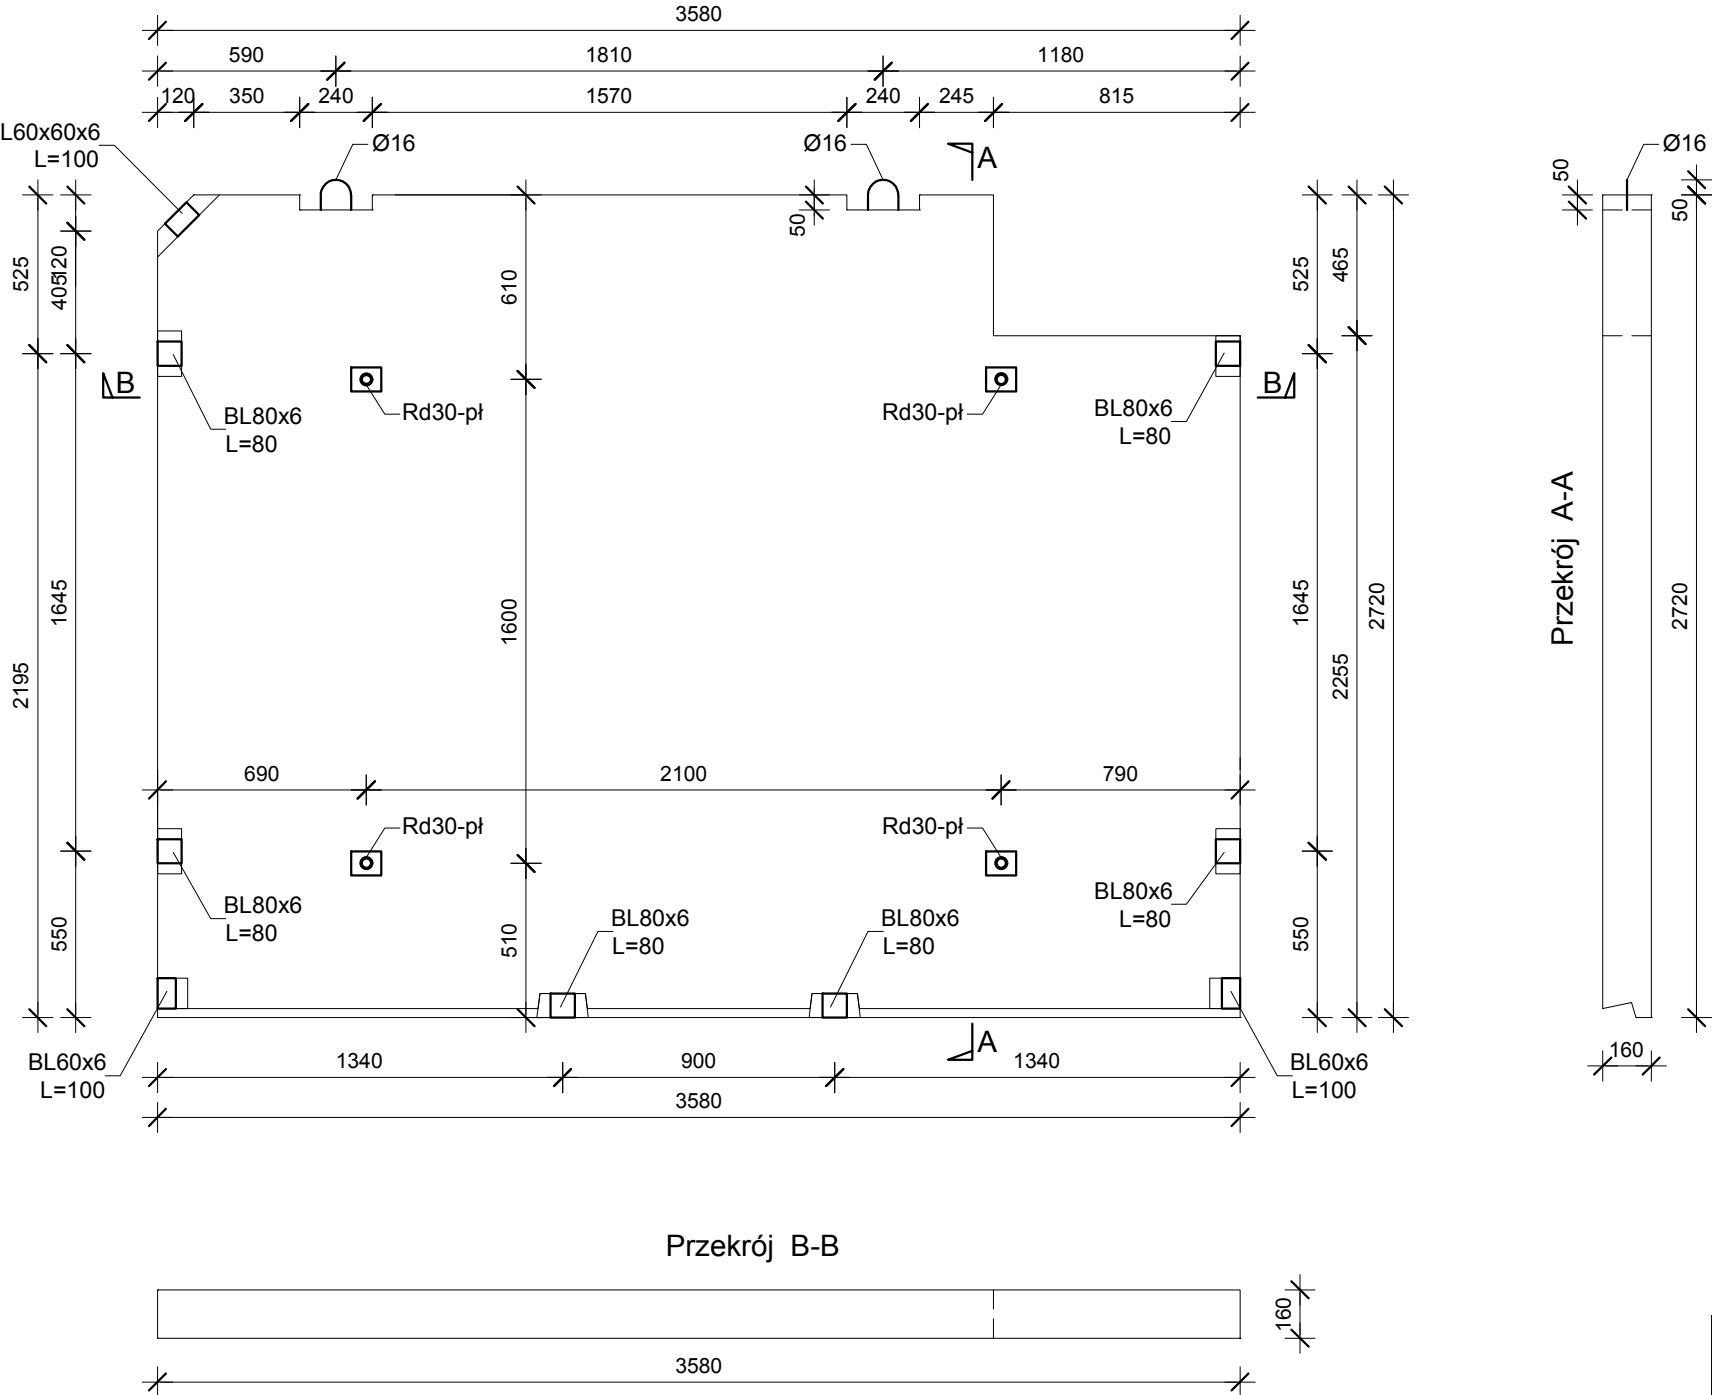 3580
590
1810
1180
120
350
240
1570
240
245
815
L60x60x6
L=100
Ø16
Ø16
A
Ø16
50
50
50
525
120
405
610
525
465
B
B
Rd30-pł
Rd30-pł
BL80x6
L=80
BL80x6
L=80
Przekrój A-A
1645
1600
1645
2720
2720
2195
2255
690
2100
790
Rd30-pł
Rd30-pł
BL80x6
L=80
BL80x6
L=80
BL80x6
L=80
BL80x6
L=80
550
510
550
A
BL60x6
L=100
1340
900
1340
BL60x6
L=100
160
3580
Przekrój B-B
160
3580